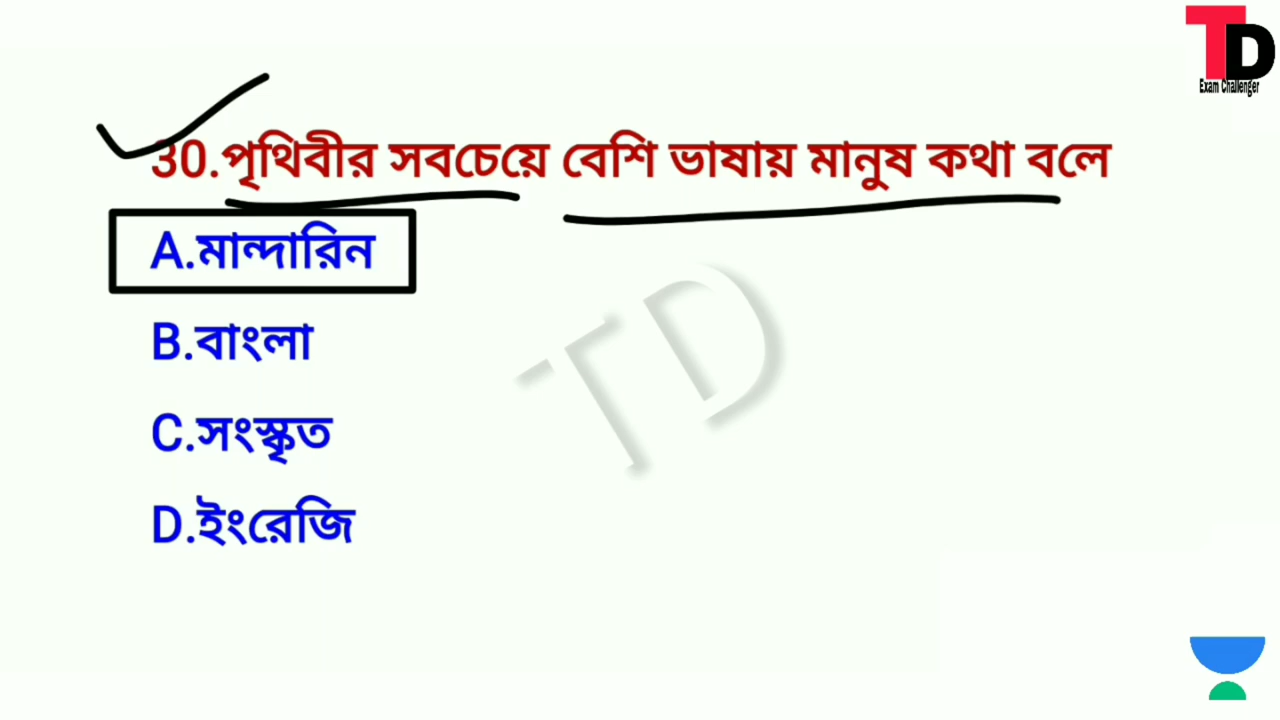 TD
Exam Challenger
30.পৃথিবীর সবচেয়ে বেশি ভাষায় মানুষ কথা বলে
A.মান্দারিন
B.বাংলা
C.সংস্কৃত
D.ইংরেজি
TD